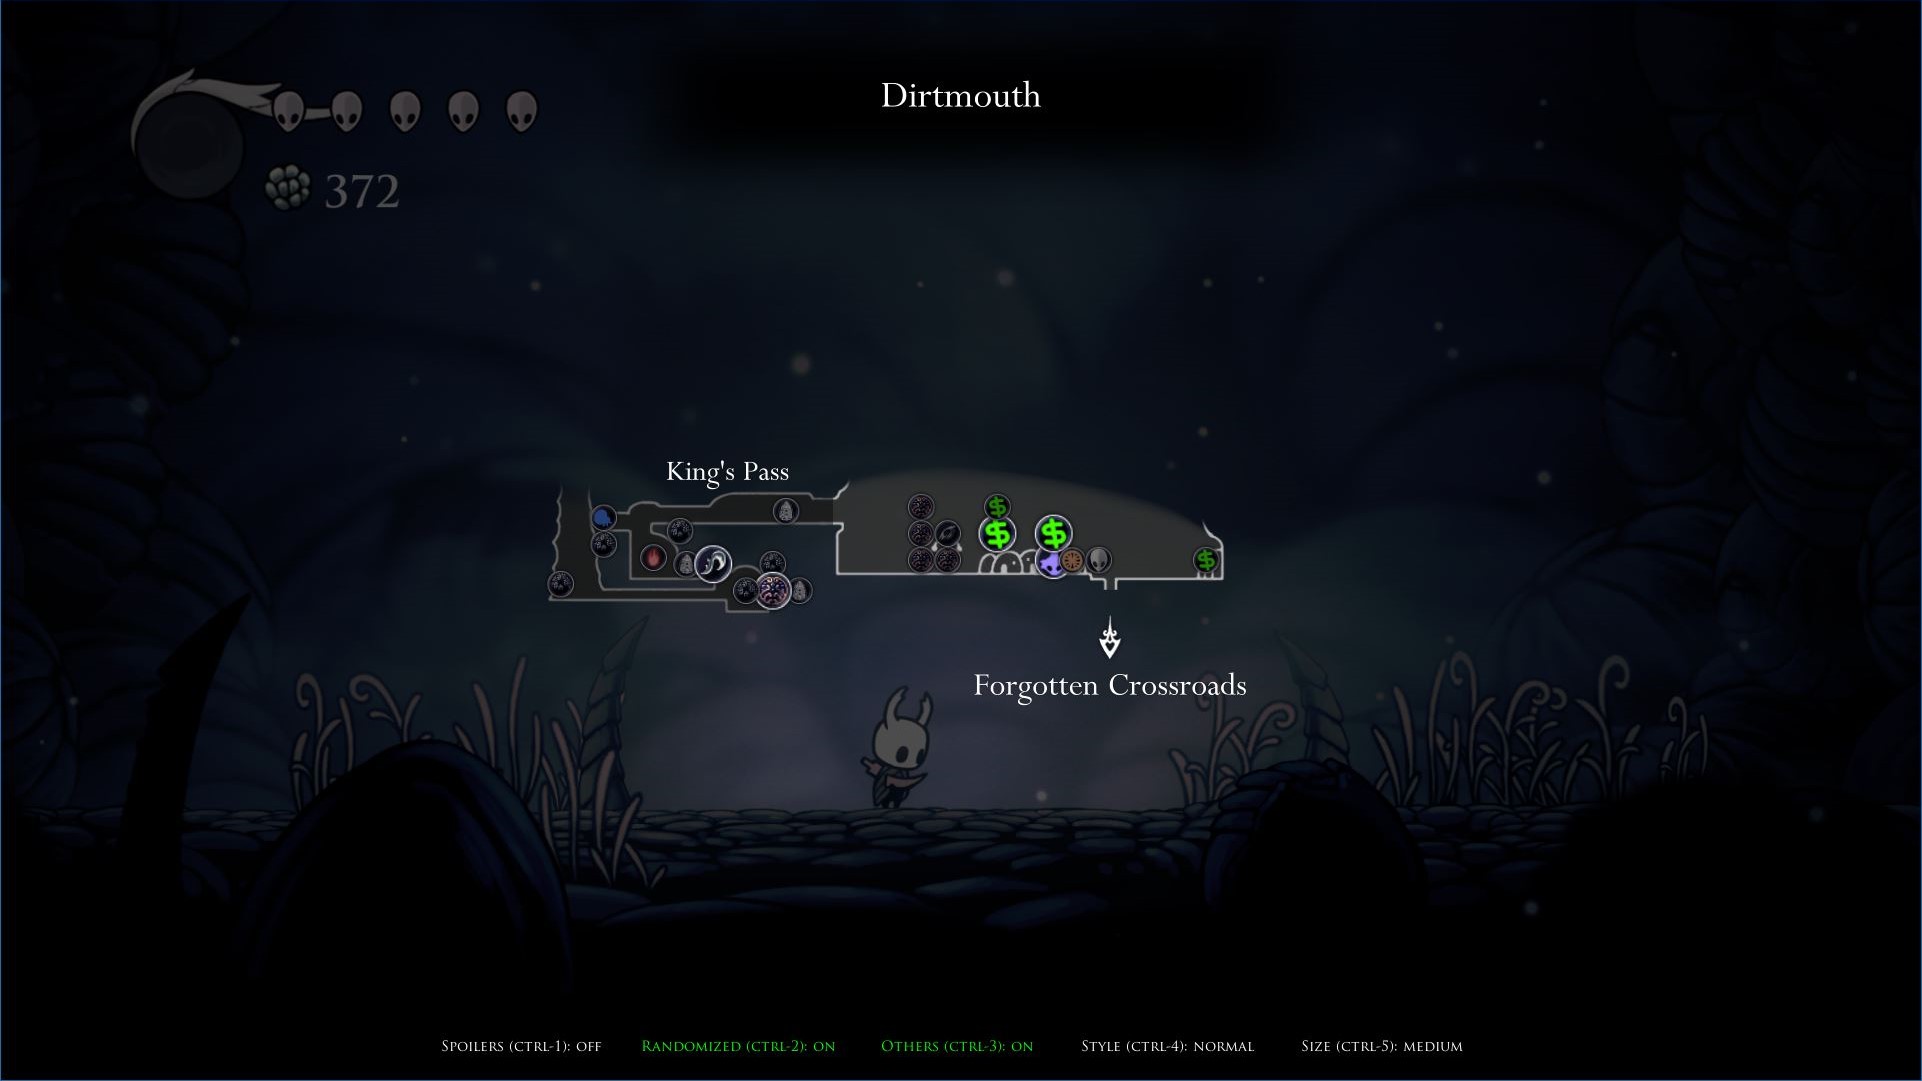 Dirtmouth
372
King's Pass
$
$ $
$
Forgotten Crossroads
Spoilers (ctrl-1): off Randomized (ctrl-2): on Others (ctrl-3): on Style (ctrl-4): normal Size (ctrl-5): medium